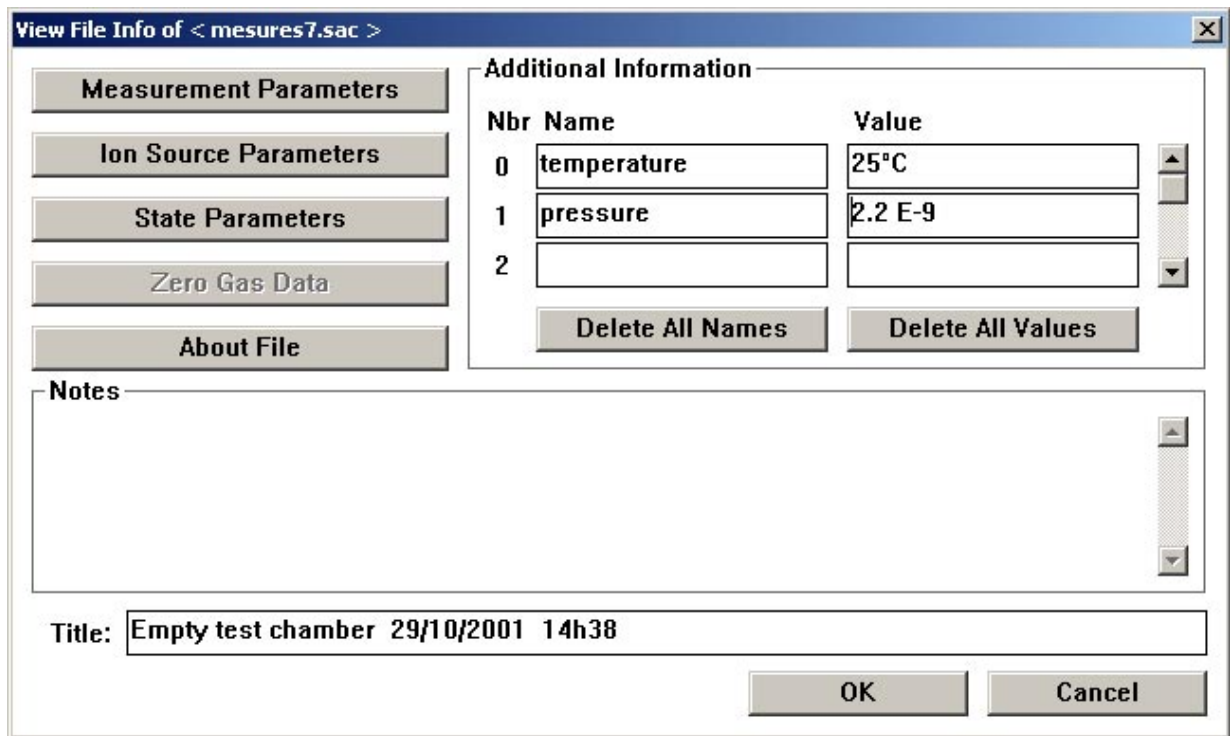 View File Info of < mesures7.sac >
Measurement Parameters
Ion Source Parameters
State Parameters
Zero Gas Data
About File
Additional Information
Nbr Name Value
0 temperature 25°C
1 pressure 2.2 E-9
2
Delete All Names Delete All Values
Notes
Title: Empty test chamber 29/10/2001 14h38
OK Cancel